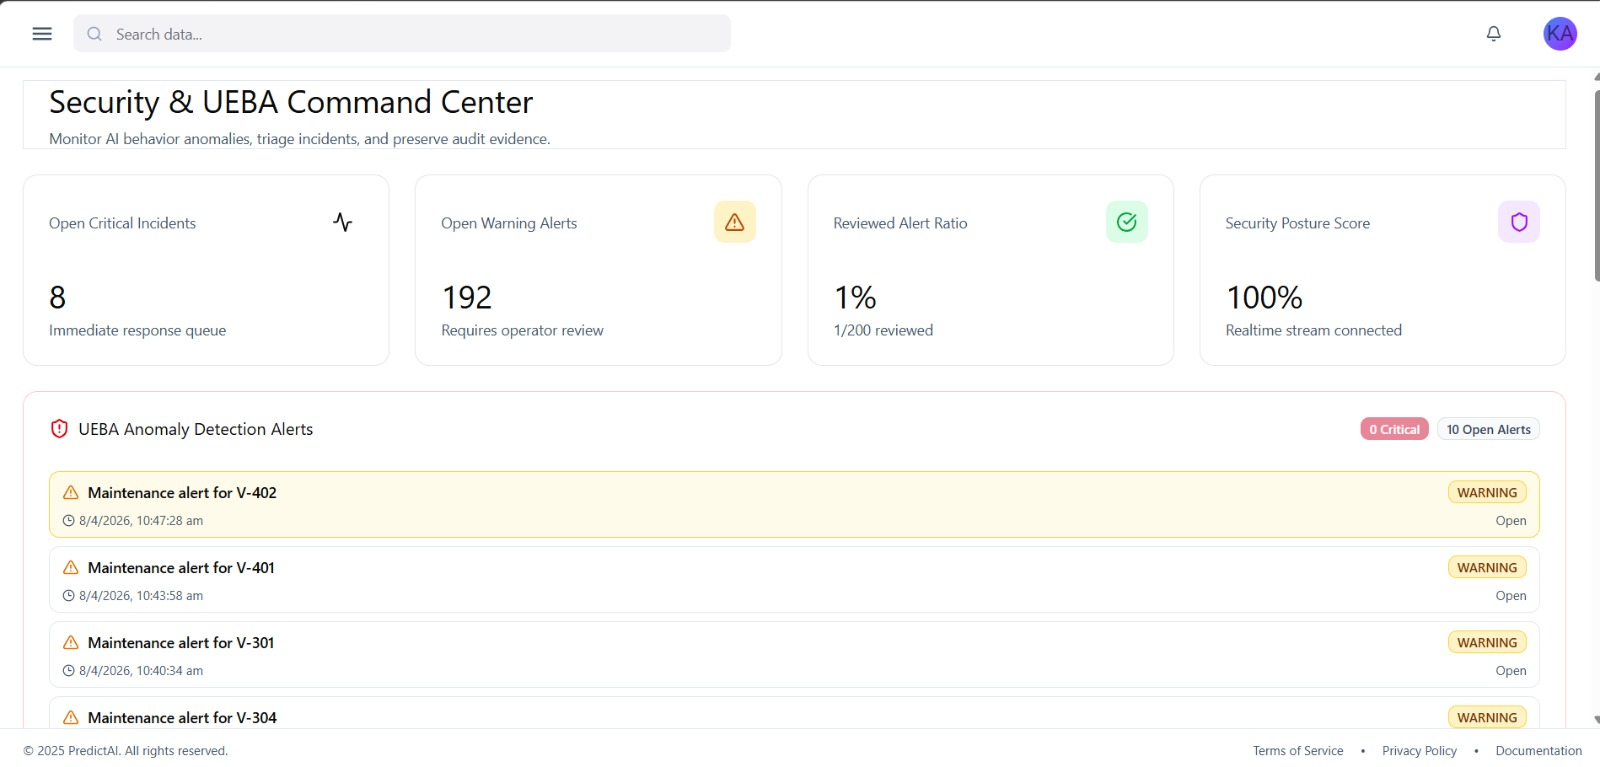 Search data...
KA
Security & UEBA Command Center
Monitor AI behavior anomalies, triage incidents, and preserve audit evidence.
Open Critical Incidents
8
Immediate response queue
Open Warning Alerts
192
Requires operator review
Reviewed Alert Ratio
1%
1/200 reviewed
Security Posture Score
100%
Realtime stream connected
UEBA Anomaly Detection Alerts
0 Critical
10 Open Alerts
Maintenance alert for V-402
WARNING
8/4/2026, 10:47:28 am
Open
Maintenance alert for V-401
WARNING
8/4/2026, 10:43:58 am
Open
Maintenance alert for V-301
WARNING
8/4/2026, 10:40:34 am
Open
Maintenance alert for V-304
WARNING
© 2025 PredictAI. All rights reserved.
Terms of Service • Privacy Policy • Documentation